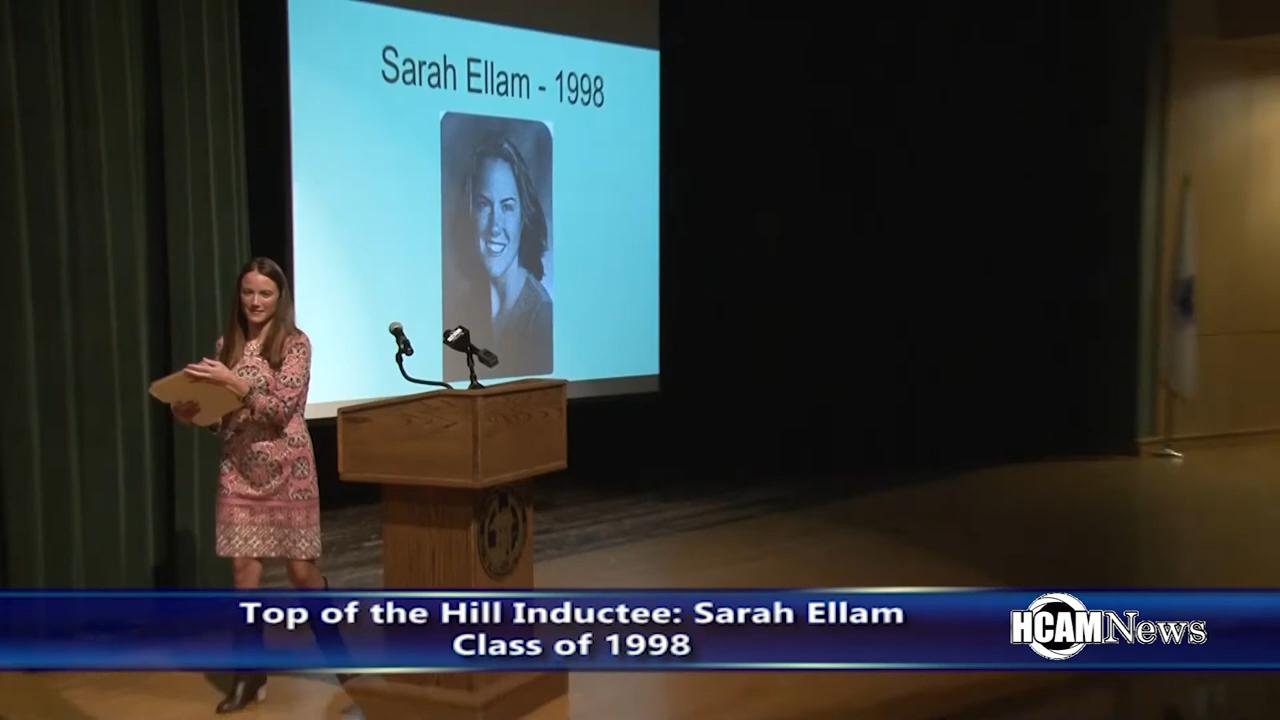 Sarah Ellam - 1998
Top of the Hill Inductee: Sarah Ellam
Class of 1998
HCAMNews